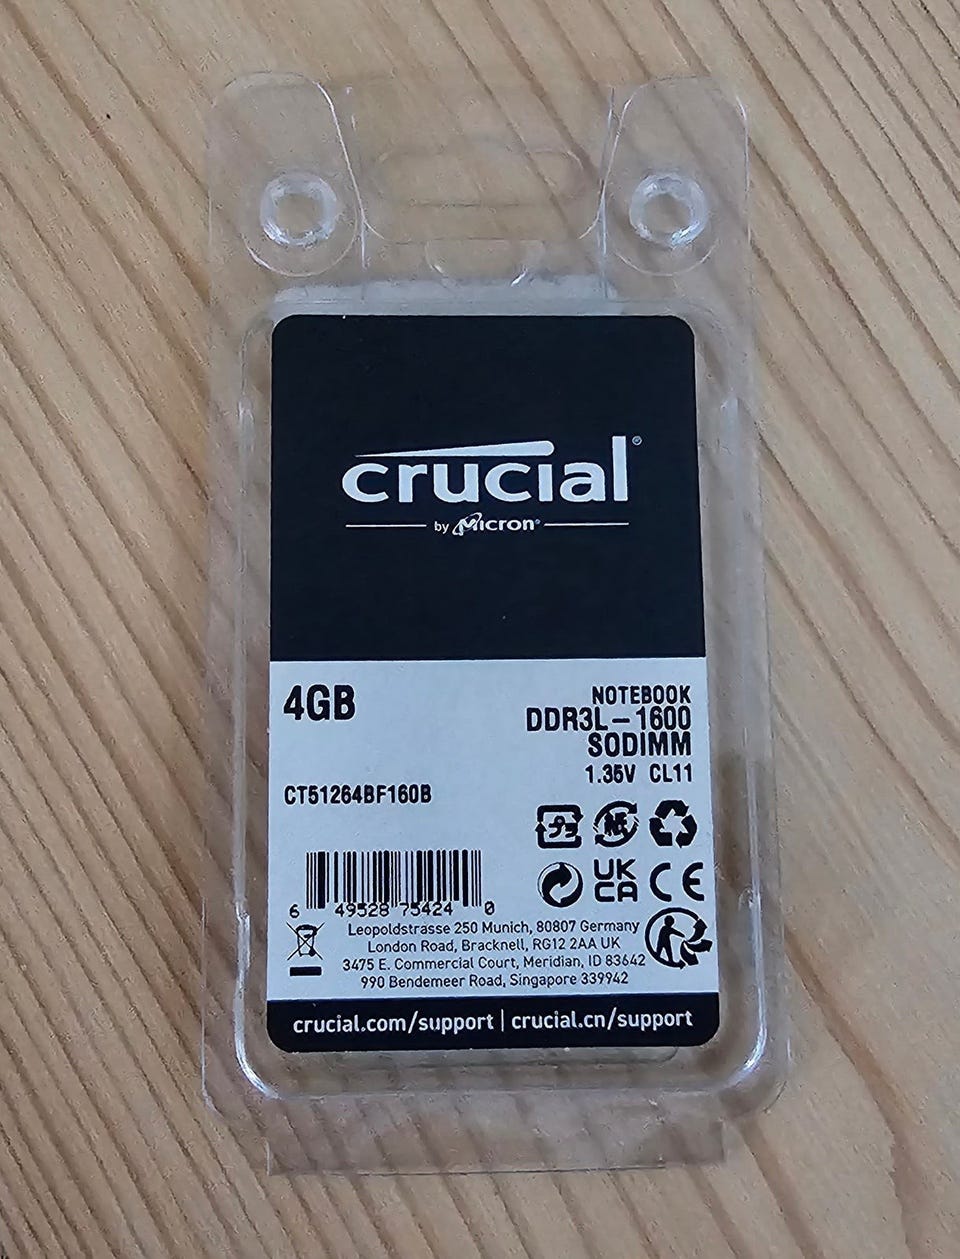 crucial®
by Micron®
4GB
NOTEBOOK
DDR3L-1600
SODIMM
1.35V CL11
CT51264BF160B
6 49528 75424 0
UK
CA
CE
Leopoldstrasse 250 Munich, 80807 Germany
London Road, Bracknell, RG12 2AA UK
3475 E. Commercial Court, Meridian, ID 83642
990 Bendemeer Road, Singapore 339942
crucial.com/support | crucial.cn/support